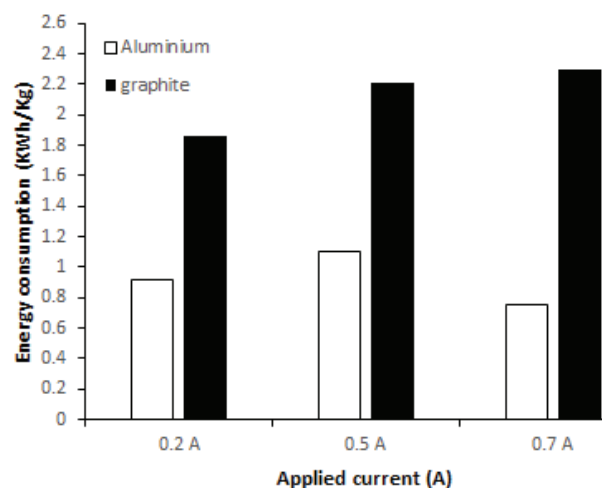 2.6
2.4
2.2
2
1.8
1.6
1.4
1.2
1
0.8
0.6
0.4
0.2
0
Energy consumption (KWh/Kg)
Aluminium
graphite
0.2 A 0.5 A 0.7 A
Applied current (A)